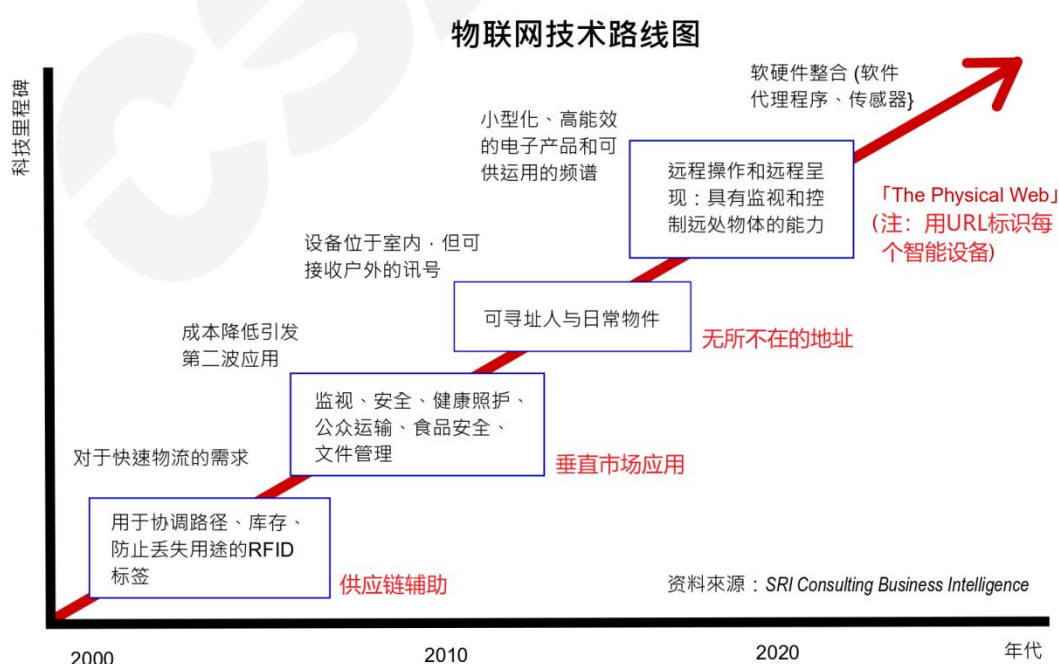 物联网技术路线图
科技里程碑
软硬件整合 (软件
代理程序、传感器}
小型化、高能效
的电子产品和可
供运用的频谱
远程操作和远程呈
现：具有监视和控
制远处物体的能力
「The Physical Web」
(注：用URL标识每
个智能设备)
设备位于室内，但可
接收户外的讯号
可寻址人与日常物件
无所不在的地址
成本降低引发
第二波应用
监视、安全、健康照护、
公众运输、食品安全、
文件管理
垂直市场应用
对于快速物流的需求
用于协调路径、库存、
防止丢失用途的RFID
标签
供应链辅助
资料來源：SRI Consulting Business Intelligence
2000
2010
2020
年代